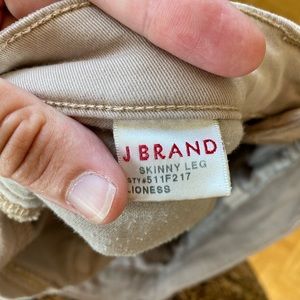 J BRAND
SKINNY LEG
STY#511F217
LIONESS